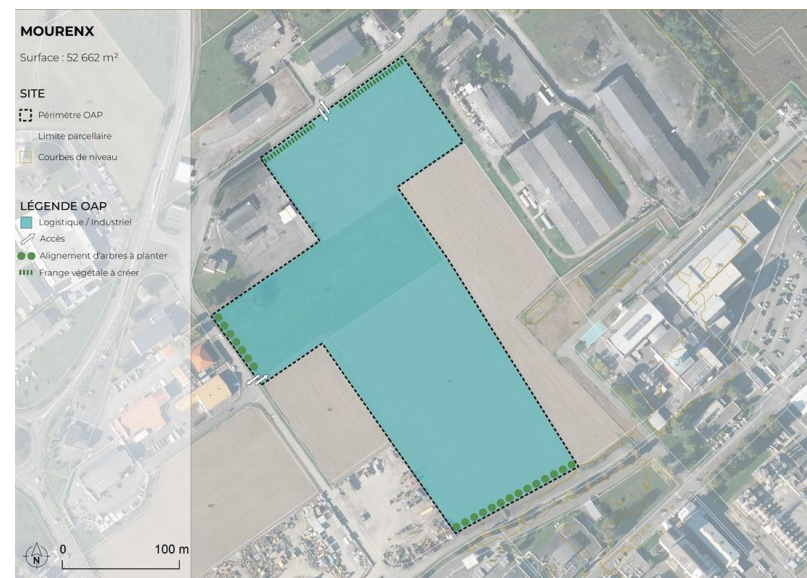 MOURENX
Surface : 52 662 m²
SITE
Périmètre OAP
Limite parcellaire
Courbes de niveau
LÉGENDE OAP
Logistique / Industriel
Accès
Alignement d'arbres à planter
Frange végétale à créer
N
0
100 m